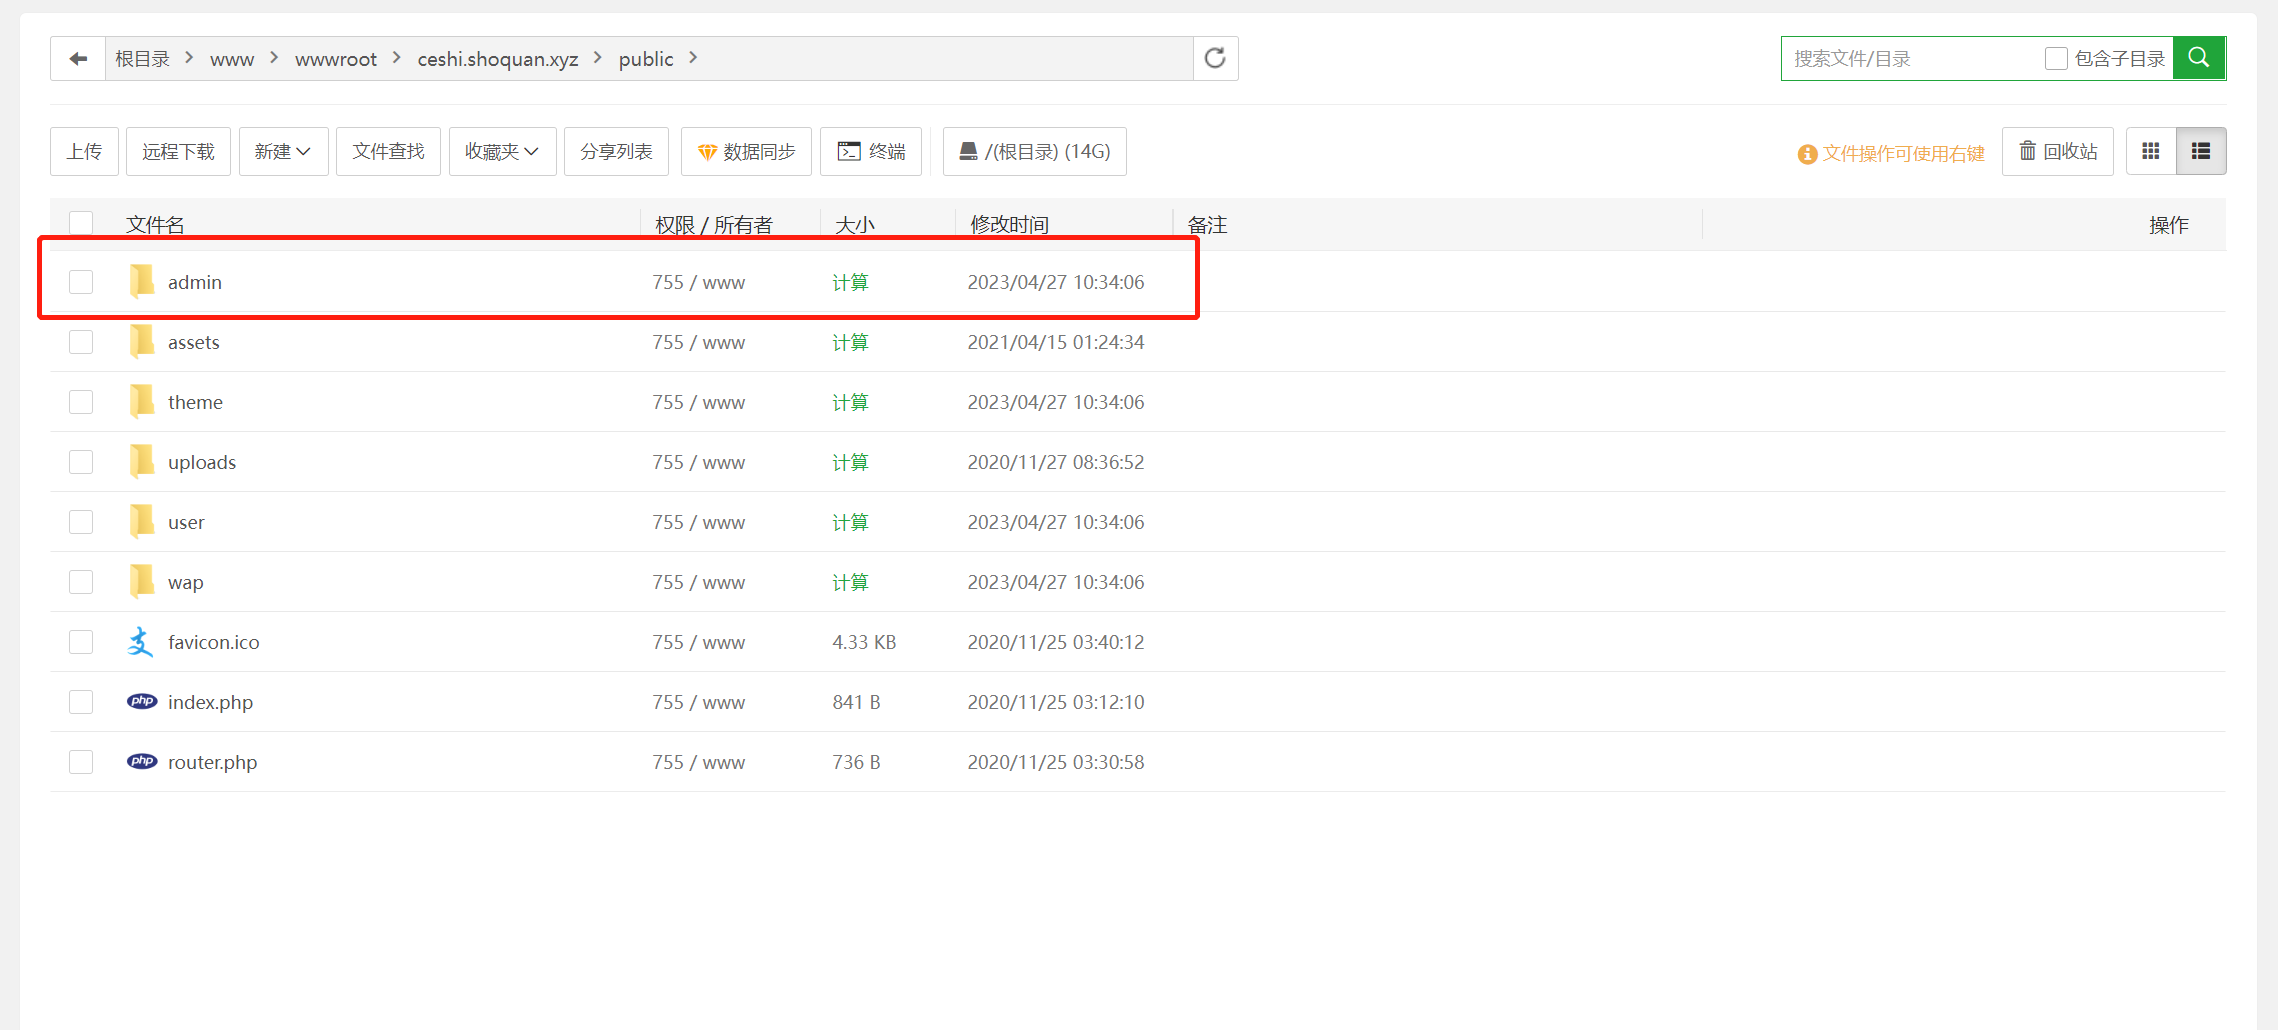 根目录 www wwwroot ceshi.shoquan.xyz public 搜索文件/目录 包含子目录
上传 远程下载 新建 文件查找 收藏夹 分享列表 数据同步 终端 /(根目录) (14G) 文件操作可使用右键 回收站
文件名 权限 / 所有者 大小 修改时间 备注 操作
admin 755 / www 计算 2023/04/27 10:34:06
assets 755 / www 计算 2021/04/15 01:24:34
theme 755 / www 计算 2023/04/27 10:34:06
uploads 755 / www 计算 2020/11/27 08:36:52
user 755 / www 计算 2023/04/27 10:34:06
wap 755 / www 计算 2023/04/27 10:34:06
支 favicon.ico 755 / www 4.33 KB 2020/11/25 03:40:12
php index.php 755 / www 841 B 2020/11/25 03:12:10
php router.php 755 / www 736 B 2020/11/25 03:30:58